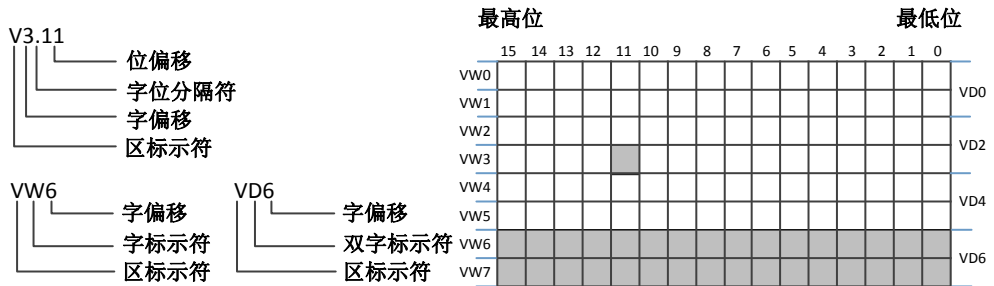 V3.11
位偏移
字位分隔符
字偏移
区标示符
VW6
字偏移
字标示符
区标示符
VD6
字偏移
双字标示符
区标示符
最高位 最低位
15 14 13 12 11 10 9 8 7 6 5 4 3 2 1 0
VW0
VW1
VD0
VW2
VW3
VD2
VW4
VW5
VD4
VW6
VW7
VD6